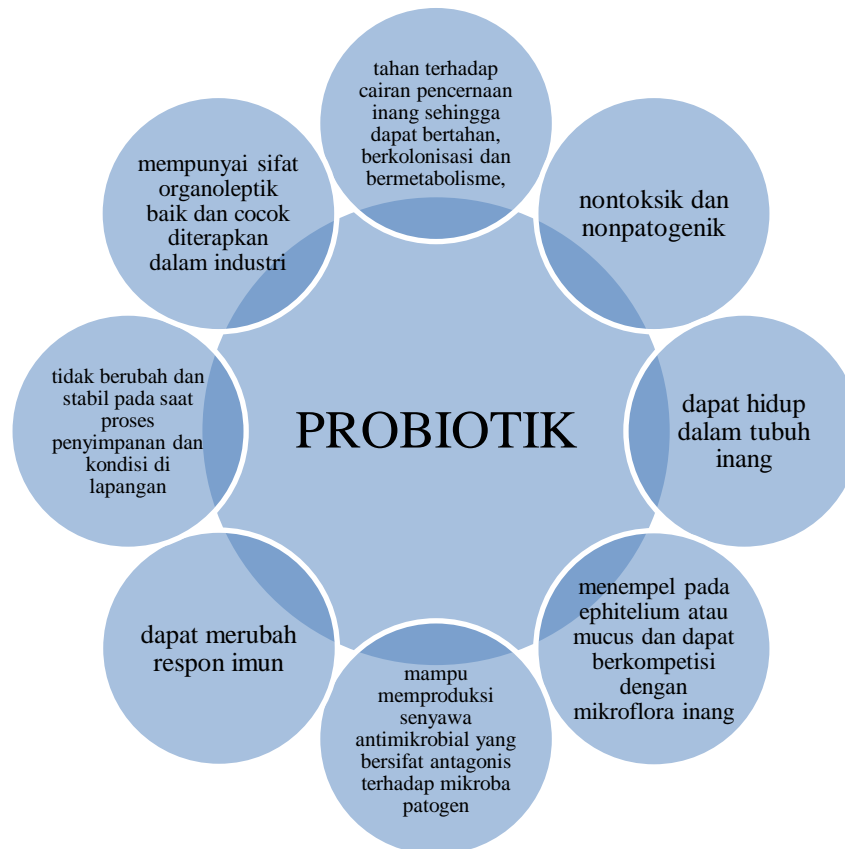 tahan terhadap
cairan pencernaan
inang sehingga
dapat bertahan,
berkolonisasi dan
bermetabolisme,
nontoksik dan
nonpatogenik
dapat hidup
dalam tubuh
inang
menempel pada
ephitelium atau
mucus dan dapat
berkompetisi
dengan
mikroflora inang
mampu
memproduksi
senyawa
antimikrobial yang
bersifat antagonis
terhadap mikroba
patogen
dapat merubah
respon imun
tidak berubah dan
stabil pada saat
proses
penyimpanan dan
kondisi di
lapangan
mempunyai sifat
organoleptik
baik dan cocok
diterapkan
dalam industri
PROBIOTIK